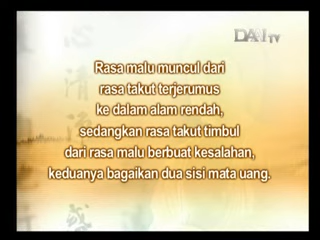 DAAI TV
Rasa malu muncul dari
rasa takut terjerumus
ke dalam alam rendah,
sedangkan rasa takut timbul
dari rasa malu berbuat kesalahan,
keduanya bagaikan dua sisi mata uang.